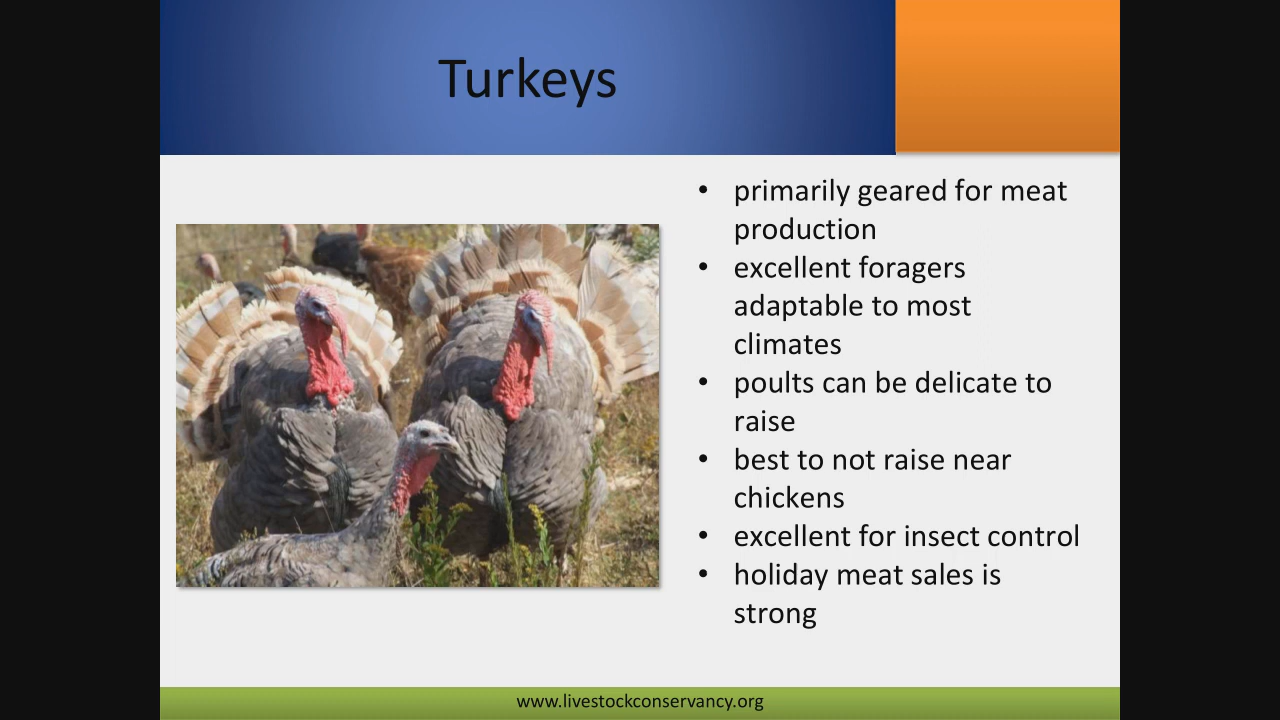 Turkeys
• primarily geared for meat
production
• excellent foragers
adaptable to most
climates
• poults can be delicate to
raise
• best to not raise near
chickens
• excellent for insect control
• holiday meat sales is
strong
www.livestockconservancy.org